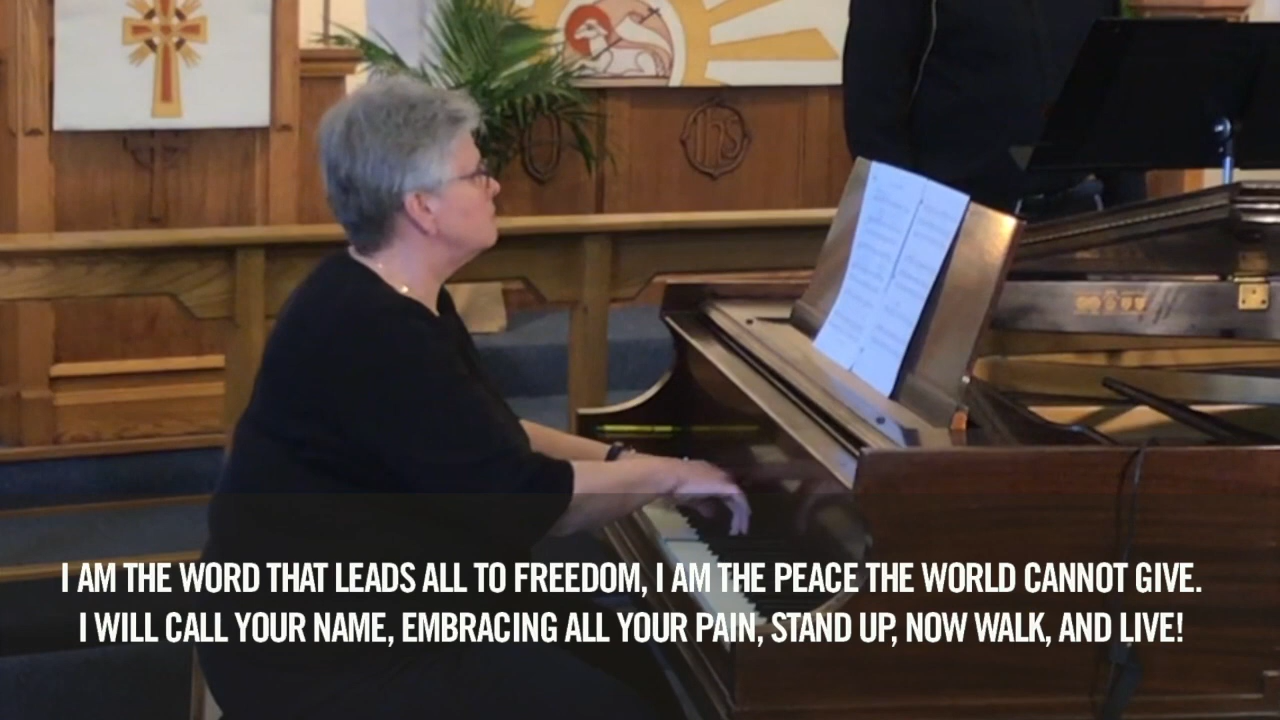 IHS
I AM THE WORD THAT LEADS ALL TO FREEDOM, I AM THE PEACE THE WORLD CANNOT GIVE.
I WILL CALL YOUR NAME, EMBRACING ALL YOUR PAIN, STAND UP, NOW WALK, AND LIVE!